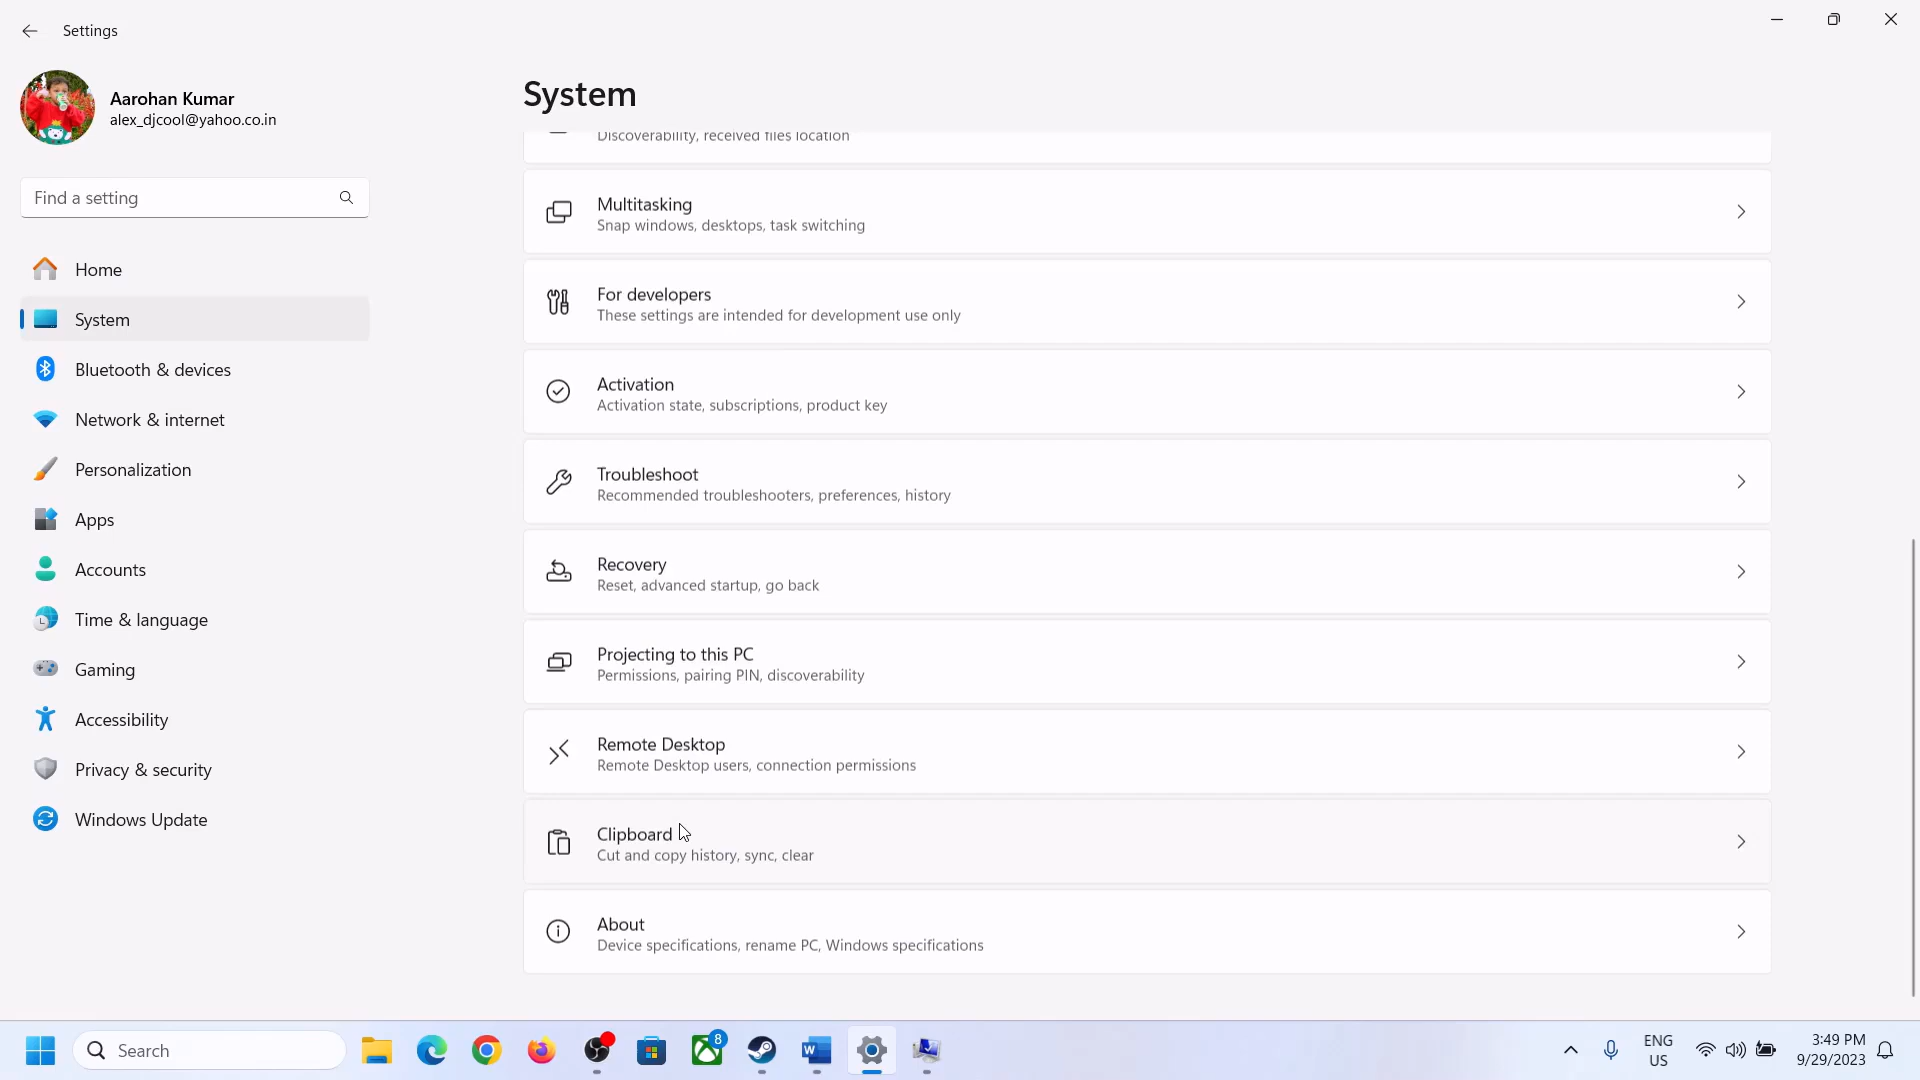 Settings
Aarohan Kumar
alex_djcool@yahoo.co.in
Find a setting
Home
System
Bluetooth & devices
Network & internet
Personalization
Apps
Accounts
Time & language
Gaming
Accessibility
Privacy & security
Windows Update
System
Discoverability, received files location
Multitasking
Snap windows, desktops, task switching
For developers
These settings are intended for development use only
Activation
Activation state, subscriptions, product key
Troubleshoot
Recommended troubleshooters, preferences, history
Recovery
Reset, advanced startup, go back
Projecting to this PC
Permissions, pairing PIN, discoverability
Remote Desktop
Remote Desktop users, connection permissions
Clipboard
Cut and copy history, sync, clear
About
Device specifications, rename PC, Windows specifications
Search
8
W
ENG
US
3:49 PM
9/29/2023